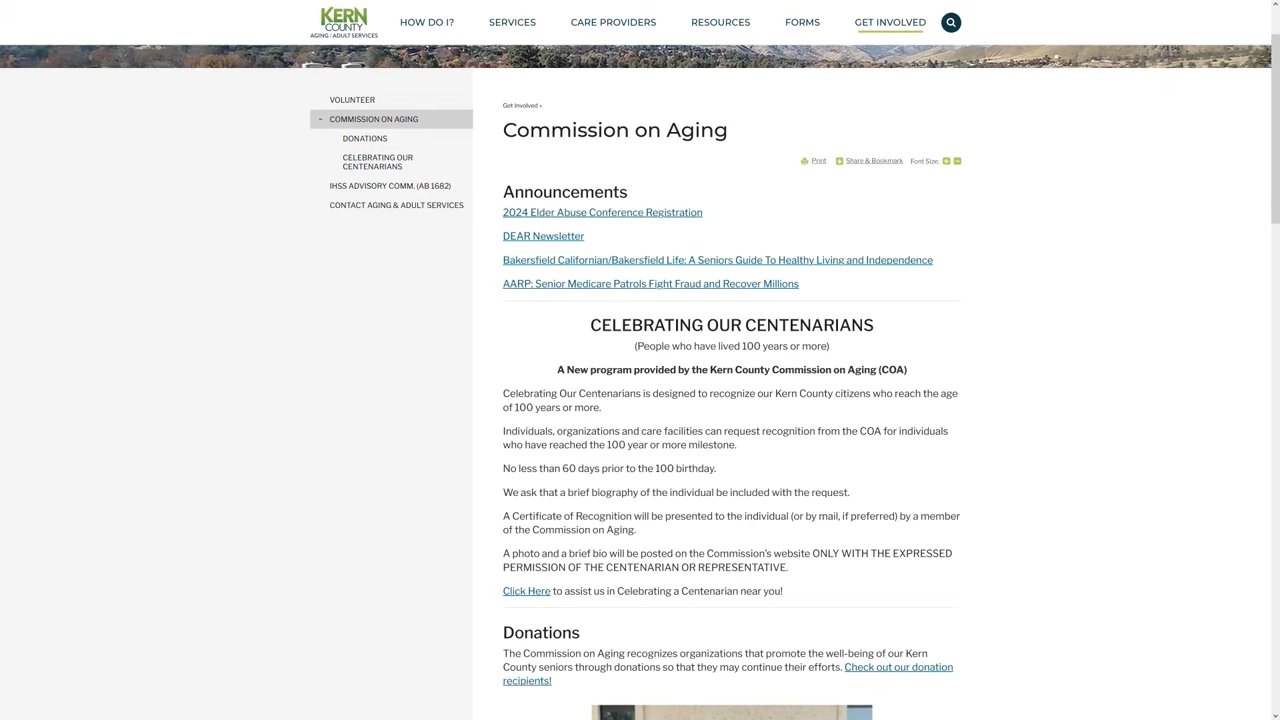 KERN
COUNTY
AGING & ADULT SERVICES
HOW DO I?
SERVICES
CARE PROVIDERS
RESOURCES
FORMS
GET INVOLVED
VOLUNTEER
- COMMISSION ON AGING
DONATIONS
CELEBRATING OUR
CENTENARIANS
IHSS ADVISORY COMM. (AB 1682)
CONTACT AGING & ADULT SERVICES
Get Involved ›
Commission on Aging
Print
Share & Bookmark
Font Size: + -
Announcements
2024 Elder Abuse Conference Registration
DEAR Newsletter
Bakersfield Californian/Bakersfield Life: A Seniors Guide To Healthy Living and Independence
AARP: Senior Medicare Patrols Fight Fraud and Recover Millions
CELEBRATING OUR CENTENARIANS
(People who have lived 100 years or more)
A New program provided by the Kern County Commission on Aging (COA)
Celebrating Our Centenarians is designed to recognize our Kern County citizens who reach the age
of 100 years or more.
Individuals, organizations and care facilities can request recognition from the COA for individuals
who have reached the 100 year or more milestone.
No less than 60 days prior to the 100 birthday.
We ask that a brief biography of the individual be included with the request.
A Certificate of Recognition will be presented to the individual (or by mail, if preferred) by a member
of the Commission on Aging.
A photo and a brief bio will be posted on the Commission's website ONLY WITH THE EXPRESSED
PERMISSION OF THE CENTENARIAN OR REPRESENTATIVE.
Click Here to assist us in Celebrating a Centenarian near you!
Donations
The Commission on Aging recognizes organizations that promote the well-being of our Kern
County seniors through donations so that they may continue their efforts. Check out our donation
recipients!